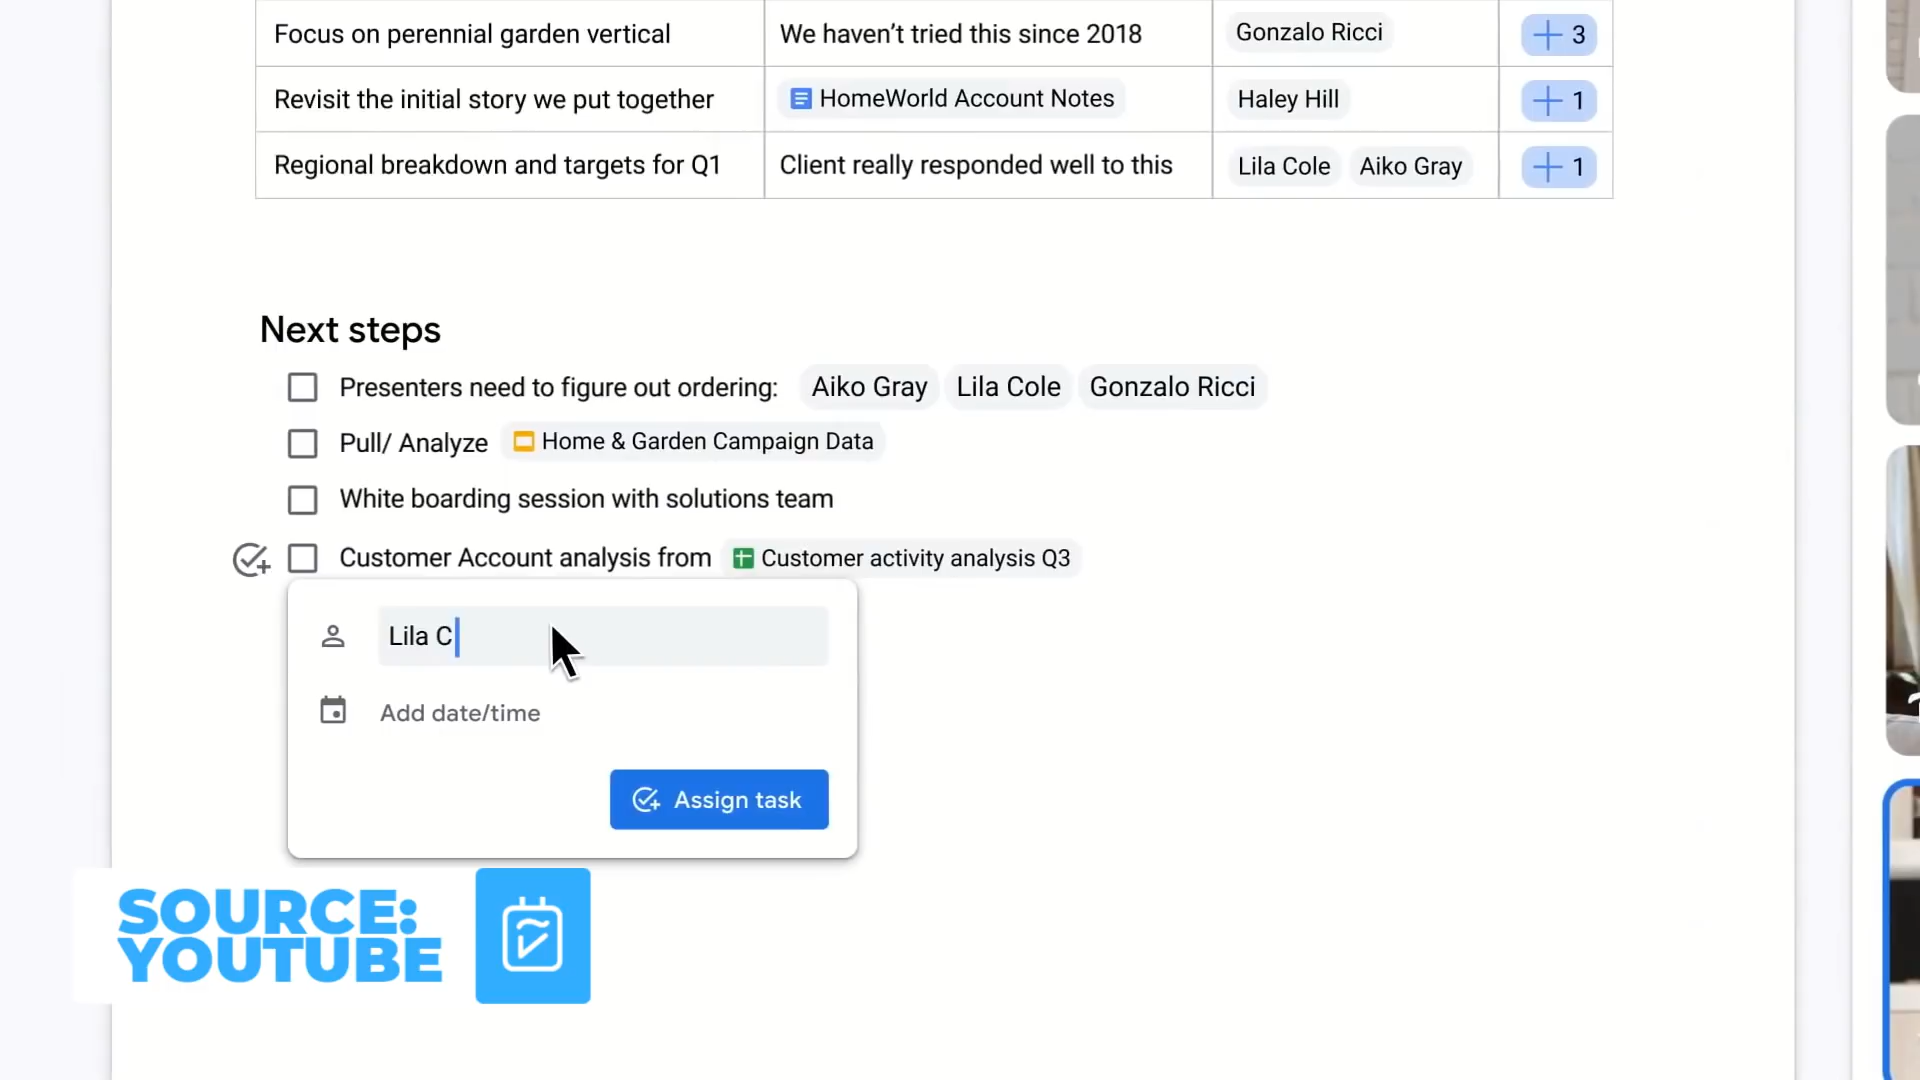 Focus on perennial garden vertical We haven’t tried this since 2018 Gonzalo Ricci + 3
Revisit the initial story we put together HomeWorld Account Notes Haley Hill + 1
Regional breakdown and targets for Q1 Client really responded well to this Lila Cole Aiko Gray + 1
Next steps
Presenters need to figure out ordering: Aiko Gray Lila Cole Gonzalo Ricci
Pull/ Analyze Home & Garden Campaign Data
White boarding session with solutions team
Customer Account analysis from Customer activity analysis Q3
Lila C
Add date/time
Assign task
SOURCE:
YOUTUBE